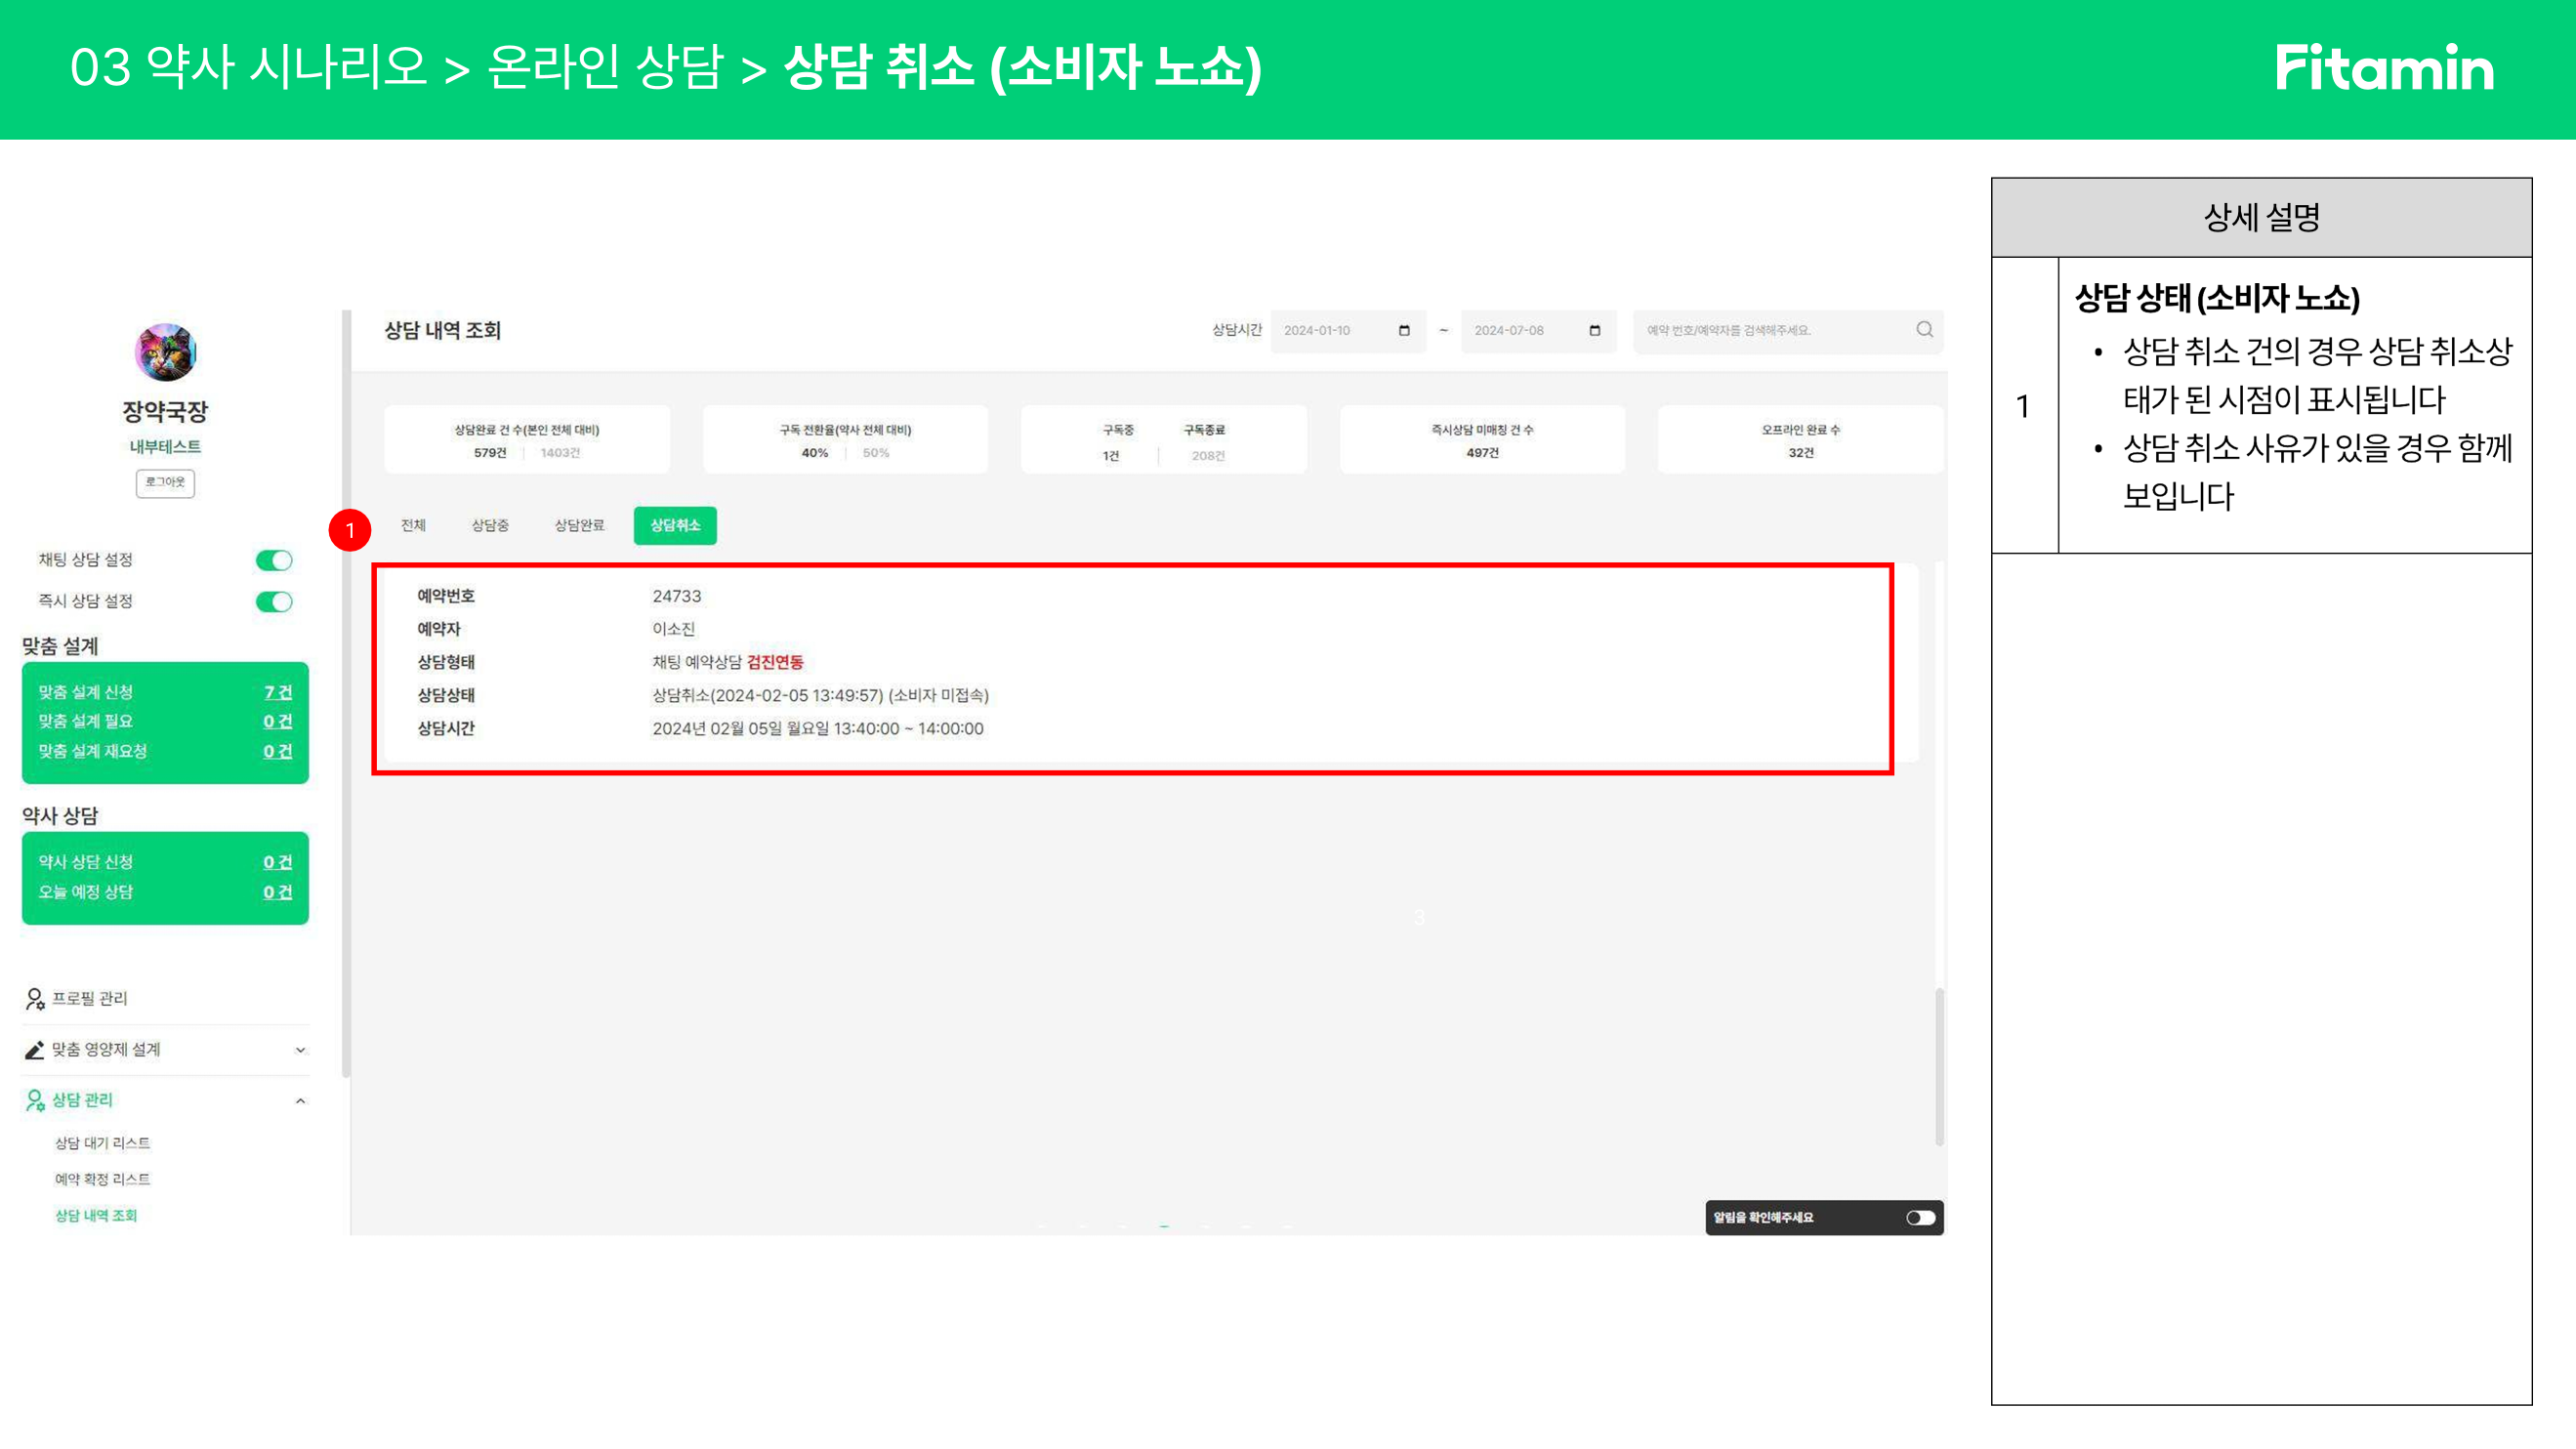 03 약사 시나리오 > 온라인 상담 > 상담 취소 (소비자 노쇼)
Fitamin
장약국장
내부테스트
로그아웃
채팅 상담 설정
즉시 상담 설정
맞춤 설계
맞춤 설계 신청 7 건
맞춤 설계 필요 0 건
맞춤 설계 재요청 0 건
약사 상담
약사 상담 신청 0 건
오늘 예정 상담 0 건
프로필 관리
맞춤 영양제 설계
상담 관리
상담 대기 리스트
예약 확정 리스트
상담 내역 조회
상담 내역 조회
상담시간 2024-01-10 ~ 2024-07-08 예약 번호/예약자를 검색해주세요.
상담완료 건 수(본인 전체 대비)
579건 1403건
구독 전환율(약사 전체 대비)
40% 50%
구독중 구독종료
1건 208건
즉시상담 미매칭 건 수
497건
오프라인 완료 수
32건
1
전체 상담중 상담완료 상담취소
예약번호 24733
예약자 이소진
상담형태 채팅 예약상담 검진연동
상담상태 상담취소(2024-02-05 13:49:57) (소비자 미접속)
상담시간 2024년 02월 05일 월요일 13:40:00 ~ 14:00:00
3
알림을 확인해주세요
상세 설명
1
상담 상태 (소비자 노쇼)
• 상담 취소 건의 경우 상담 취소상
태가 된 시점이 표시됩니다
• 상담 취소 사유가 있을 경우 함께
보입니다